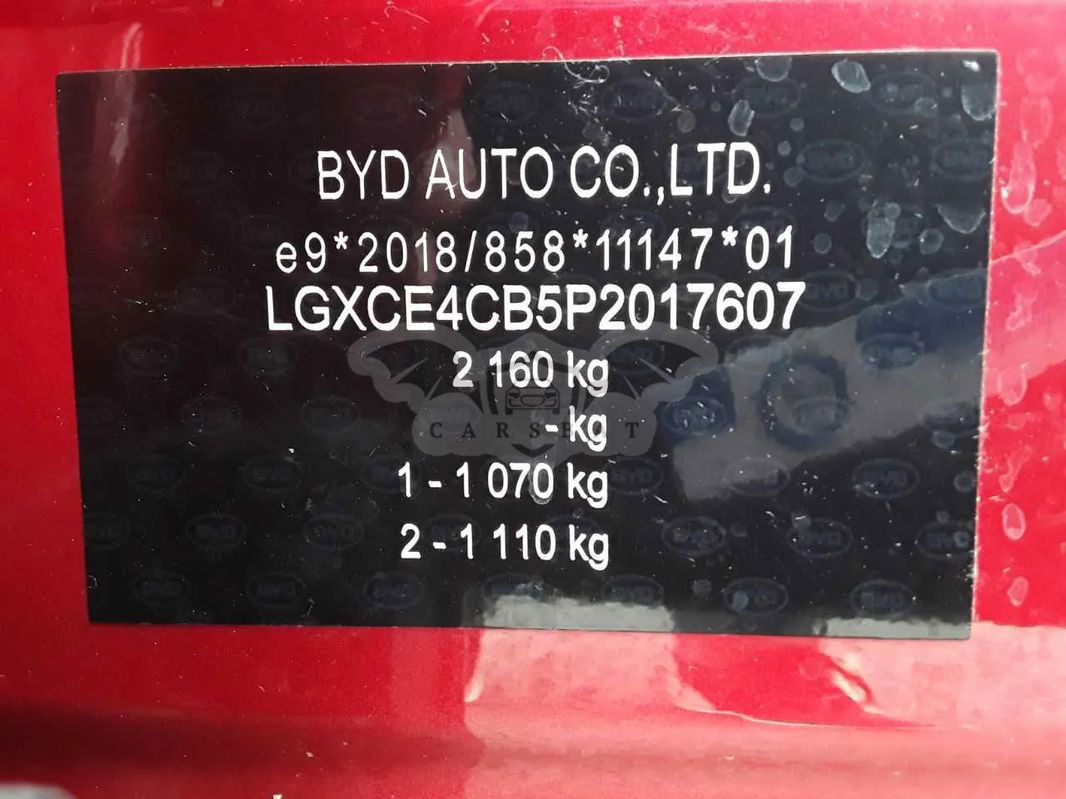 BYD AUTO CO.,LTD.
e9*2018/858*11147*01
LGXCE4CB5P2017607
2 160 kg
- kg
CARSEAT
1 - 1 070 kg
2 - 1 110 kg